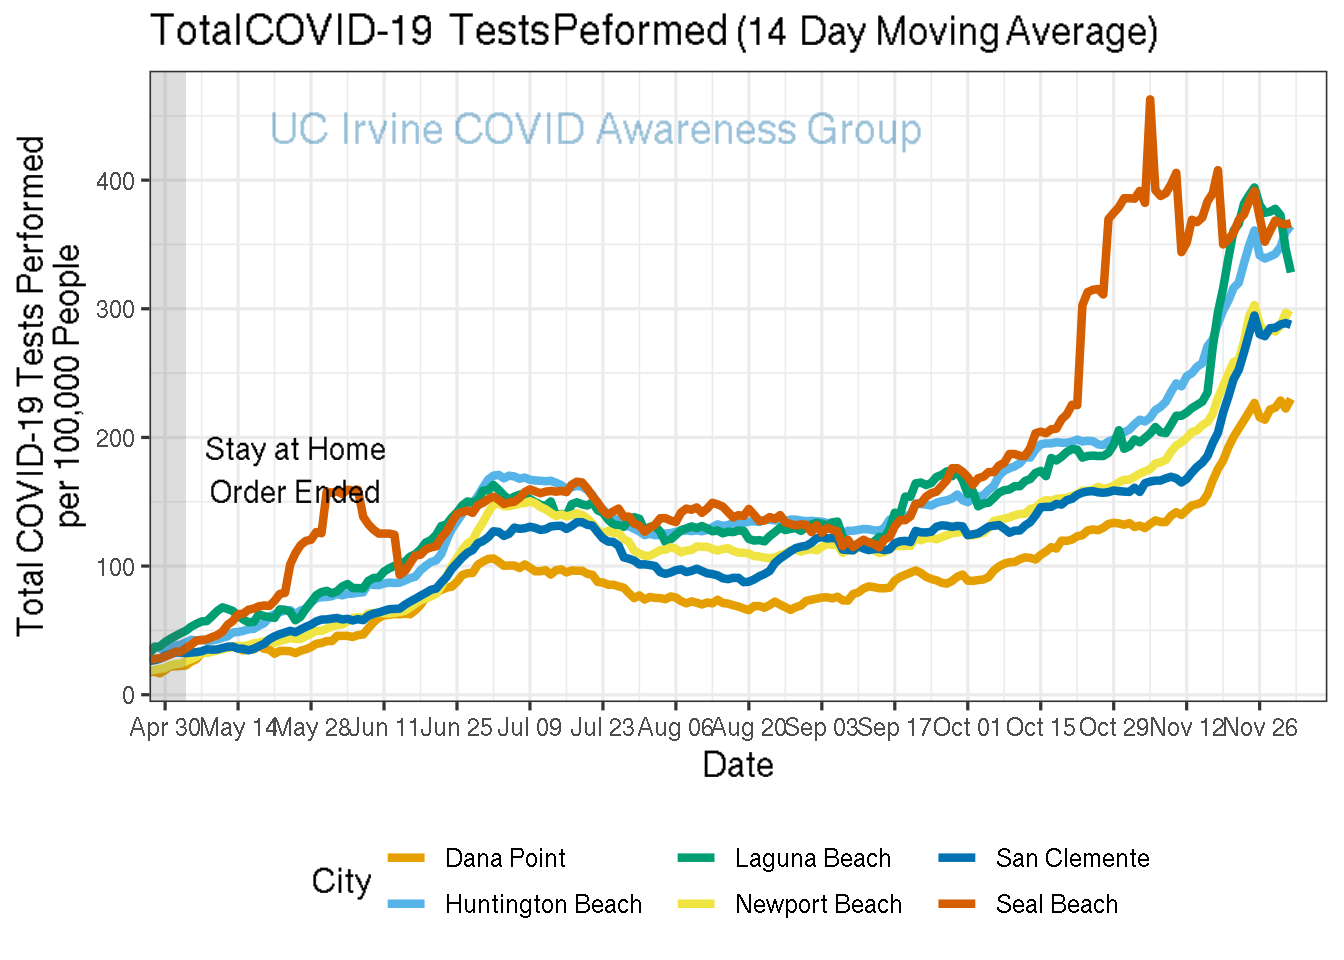 TotalCOVID-19 TestsPeformed (14 Day Moving Average)
UC Irvine COVID Awareness Group
Total COVID-19 Tests Performed
per 100,000 People
400
300
200
100
0
Stay at Home
Order Ended
Apr 30 May 14 May 28 Jun 11 Jun 25 Jul 09 Jul 23 Aug 06 Aug 20 Sep 03 Sep 17 Oct 01 Oct 15 Oct 29 Nov 12 Nov 26
Date
City
Dana Point Laguna Beach San Clemente
Huntington Beach Newport Beach Seal Beach